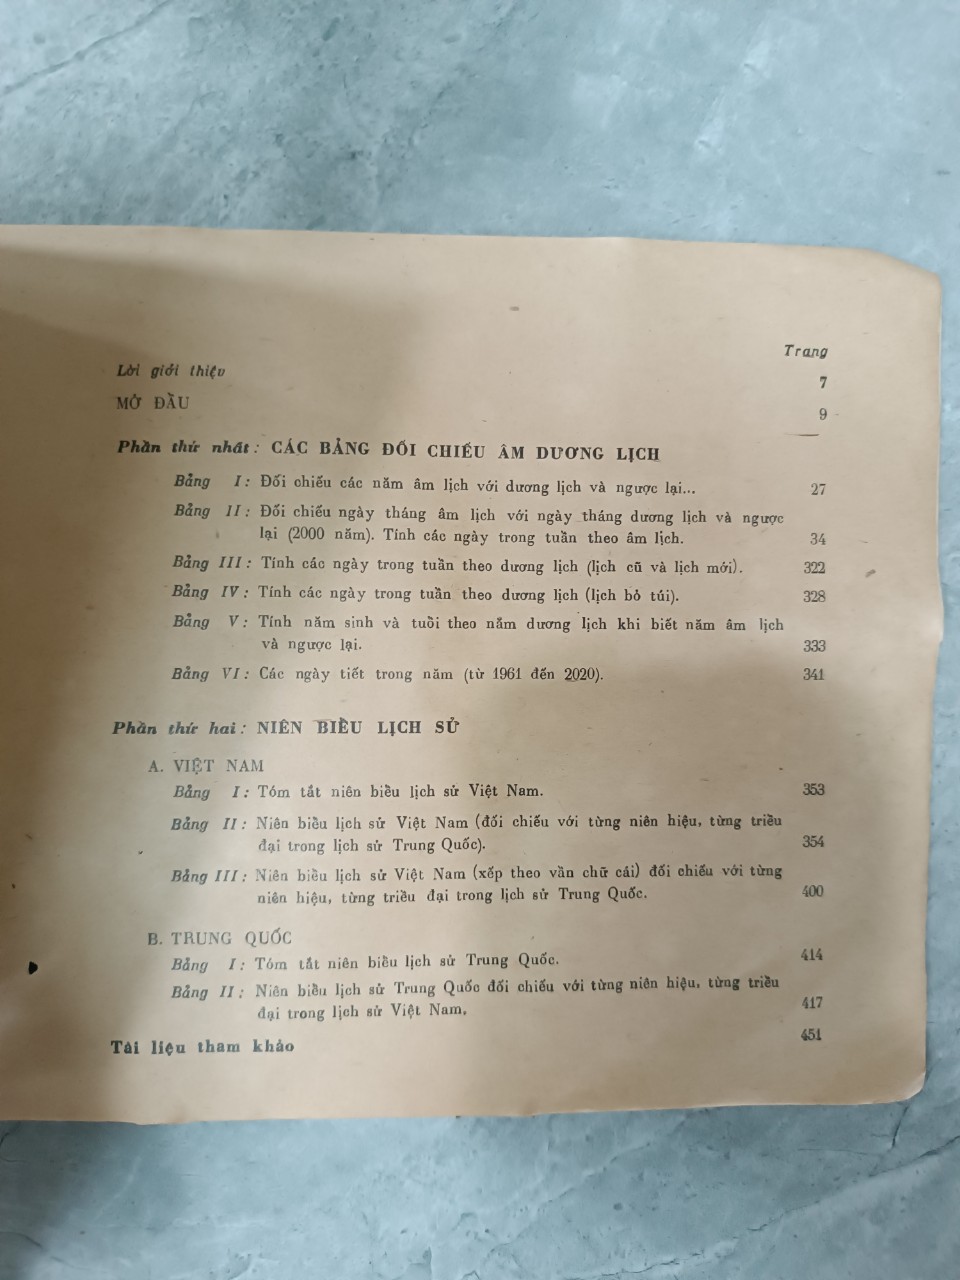 Trang
Lời giới thiệu 7
MỞ ĐẦU 9
Phần thứ nhất: CÁC BẢNG ĐỐI CHIẾU ÂM DƯƠNG LỊCH
Bảng I: Đối chiếu các năm âm lịch với dương lịch và ngược lại... 27
Bảng II: Đối chiếu ngày tháng âm lịch với ngày tháng dương lịch và ngược
lại (2000 năm). Tính các ngày trong tuần theo âm lịch. 34
Bảng III: Tính các ngày trong tuần theo dương lịch (lịch cũ và lịch mới). 322
Bảng IV: Tính các ngày trong tuần theo dương lịch (lịch bỏ túi). 328
Bảng V: Tính năm sinh và tuổi theo năm dương lịch khi biết năm âm lịch
và ngược lại. 333
Bảng VI: Các ngày tiết trong năm (từ 1961 đến 2020). 341
Phần thứ hai: NIÊN BIỂU LỊCH SỬ
A. VIỆT NAM
Bảng I: Tóm tắt niên biểu lịch sử Việt Nam. 353
Bảng II: Niên biểu lịch sử Việt Nam (đối chiếu với từng niên hiệu, từng triều
đại trong lịch sử Trung Quốc). 354
Bảng III: Niên biểu lịch sử Việt Nam (xếp theo vần chữ cái) đối chiếu với từng
niên hiệu, từng triều đại trong lịch sử Trung Quốc. 400
B. TRUNG QUỐC
Bảng I: Tóm tắt niên biểu lịch sử Trung Quốc. 414
Bảng II: Niên biểu lịch sử Trung Quốc đối chiếu với từng niên hiệu, từng triều
đại trong lịch sử Việt Nam, 417
Tài liệu tham khảo 451